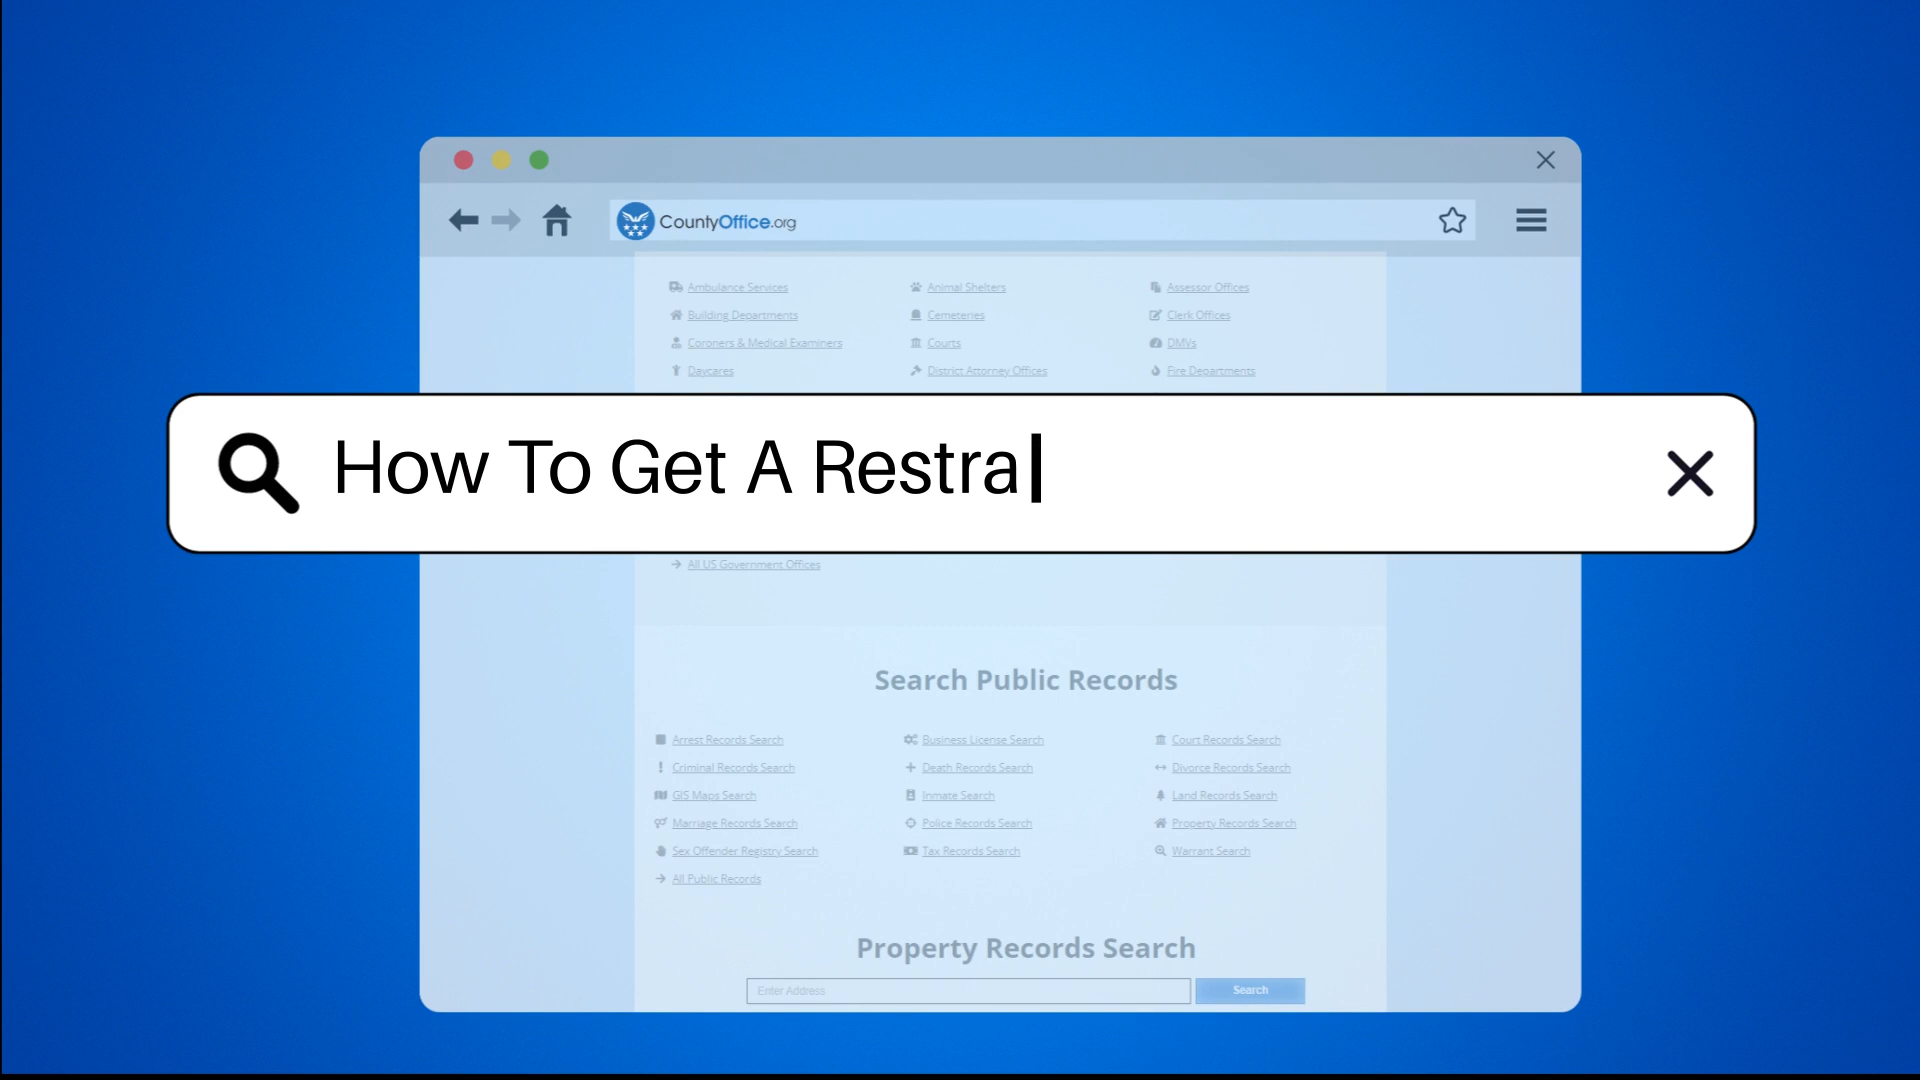 CountyOffice.org
Ambulance Services Animal Shelters Assessor Offices
Building Departments Cemeteries Clerk Offices
Coroners & Medical Examiners Courts DMVs
Daycares District Attorney Offices Fire Departments
How To Get A Restra
All US Government Offices
Search Public Records
Arrest Records Search Business License Search Court Records Search
Criminal Records Search Death Records Search Divorce Records Search
GIS Maps Search Inmate Search Land Records Search
Marriage Records Search Police Records Search Property Records Search
Sex Offender Registry Search Tax Records Search Warrant Search
All Public Records
Property Records Search
Enter Address Search